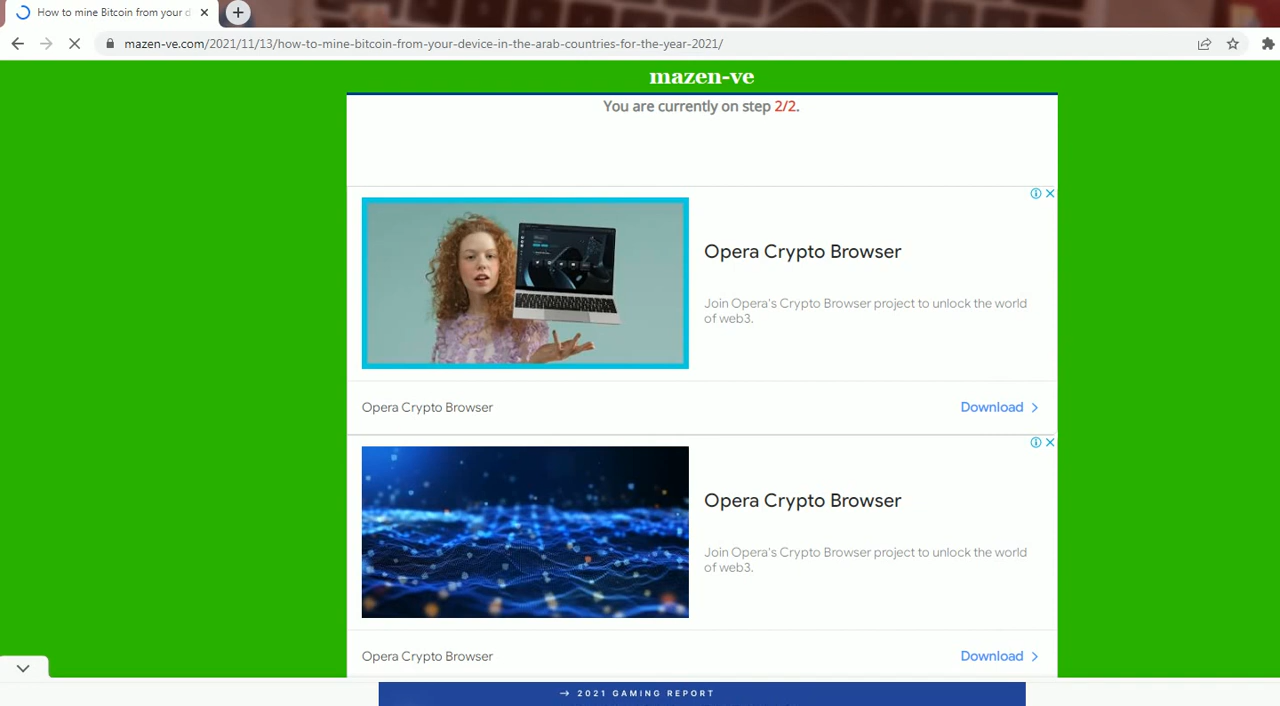 How to mine Bitcoin from your d
mazen-ve.com/2021/11/13/how-to-mine-bitcoin-from-your-device-in-the-arab-countries-for-the-year-2021/
mazen-ve
You are currently on step 2/2.
Opera Crypto Browser
Join Opera's Crypto Browser project to unlock the world
of web3.
Opera Crypto Browser
Download
Opera Crypto Browser
Join Opera's Crypto Browser project to unlock the world
of web3.
Opera Crypto Browser
Download
→ 2021 GAMING REPORT